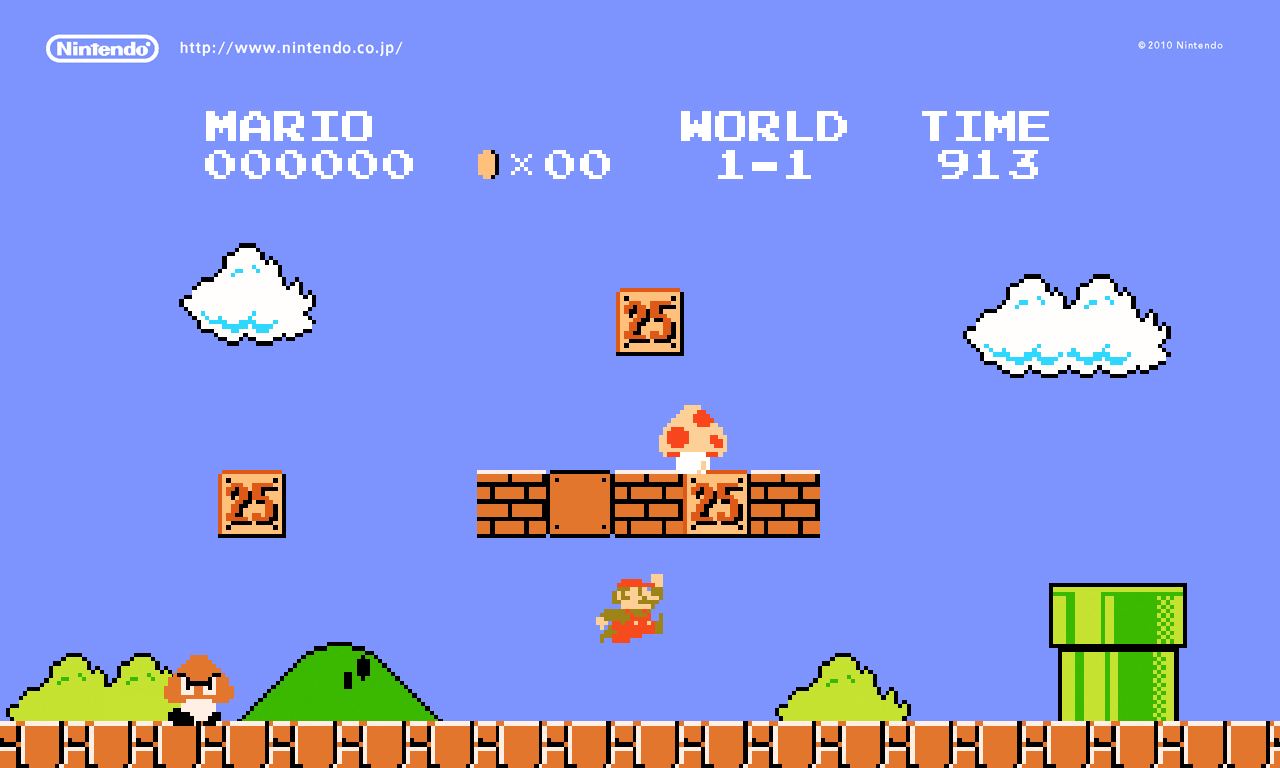 Nintendo®
http://www.nintendo.co.jp/
©2010 Nintendo
MARIO WORLD TIME
000000 ×00 1-1 913
25
25
25